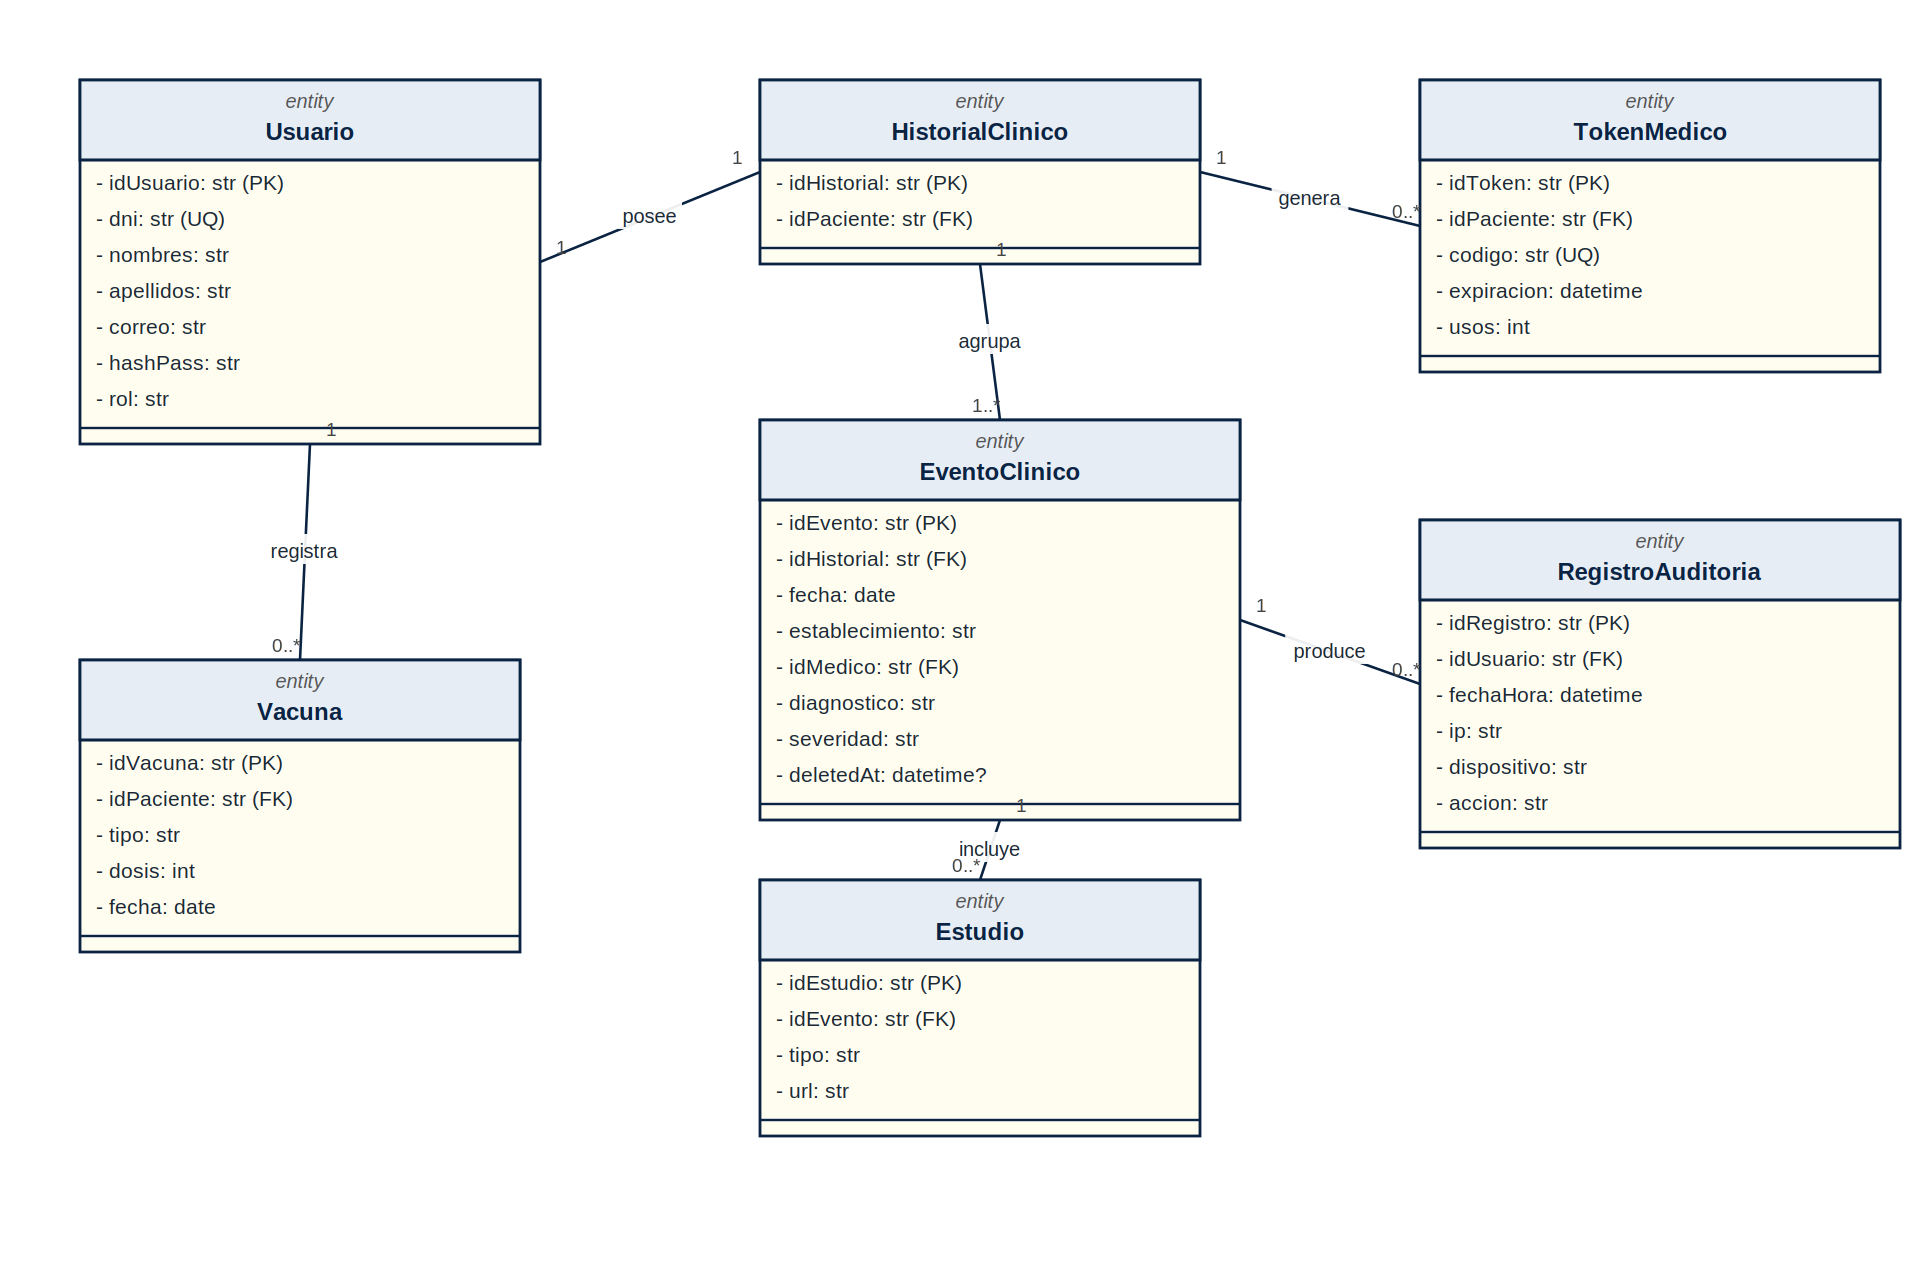 entity
Usuario
- idUsuario: str (PK)
- dni: str (UQ)
- nombres: str
- apellidos: str
- correo: str
- hashPass: str
- rol: str
1
posee
1
entity
HistorialClinico
- idHistorial: str (PK)
- idPaciente: str (FK)
1
genera
0..*
entity
TokenMedico
- idToken: str (PK)
- idPaciente: str (FK)
- codigo: str (UQ)
- expiracion: datetime
- usos: int
1
agrupa
1..*
entity
EventoClinico
- idEvento: str (PK)
- idHistorial: str (FK)
- fecha: date
- establecimiento: str
- idMedico: str (FK)
- diagnostico: str
- severidad: str
- deletedAt: datetime?
1
produce
0..*
entity
RegistroAuditoria
- idRegistro: str (PK)
- idUsuario: str (FK)
- fechaHora: datetime
- ip: str
- dispositivo: str
- accion: str
1
registra
0..*
entity
Vacuna
- idVacuna: str (PK)
- idPaciente: str (FK)
- tipo: str
- dosis: int
- fecha: date
1
incluye
0..*
entity
Estudio
- idEstudio: str (PK)
- idEvento: str (FK)
- tipo: str
- url: str